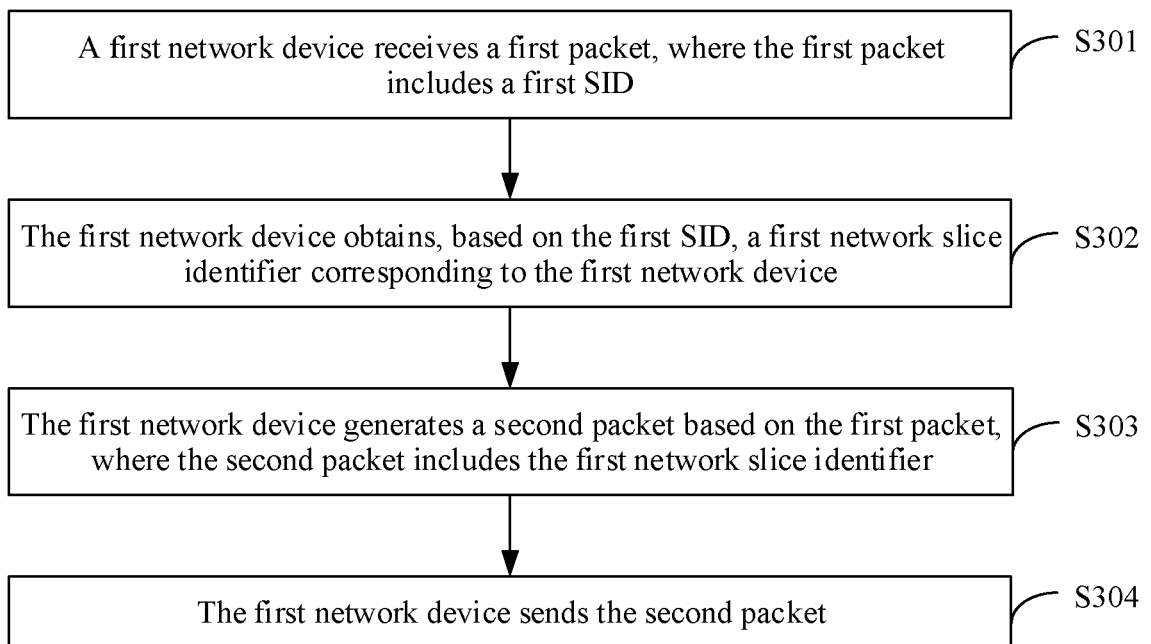 A first network device receives a first packet, where the first packet
includes a first SID
S301
The first network device obtains, based on the first SID, a first network slice
identifier corresponding to the first network device
S302
The first network device generates a second packet based on the first packet,
where the second packet includes the first network slice identifier
S303
The first network device sends the second packet
S304